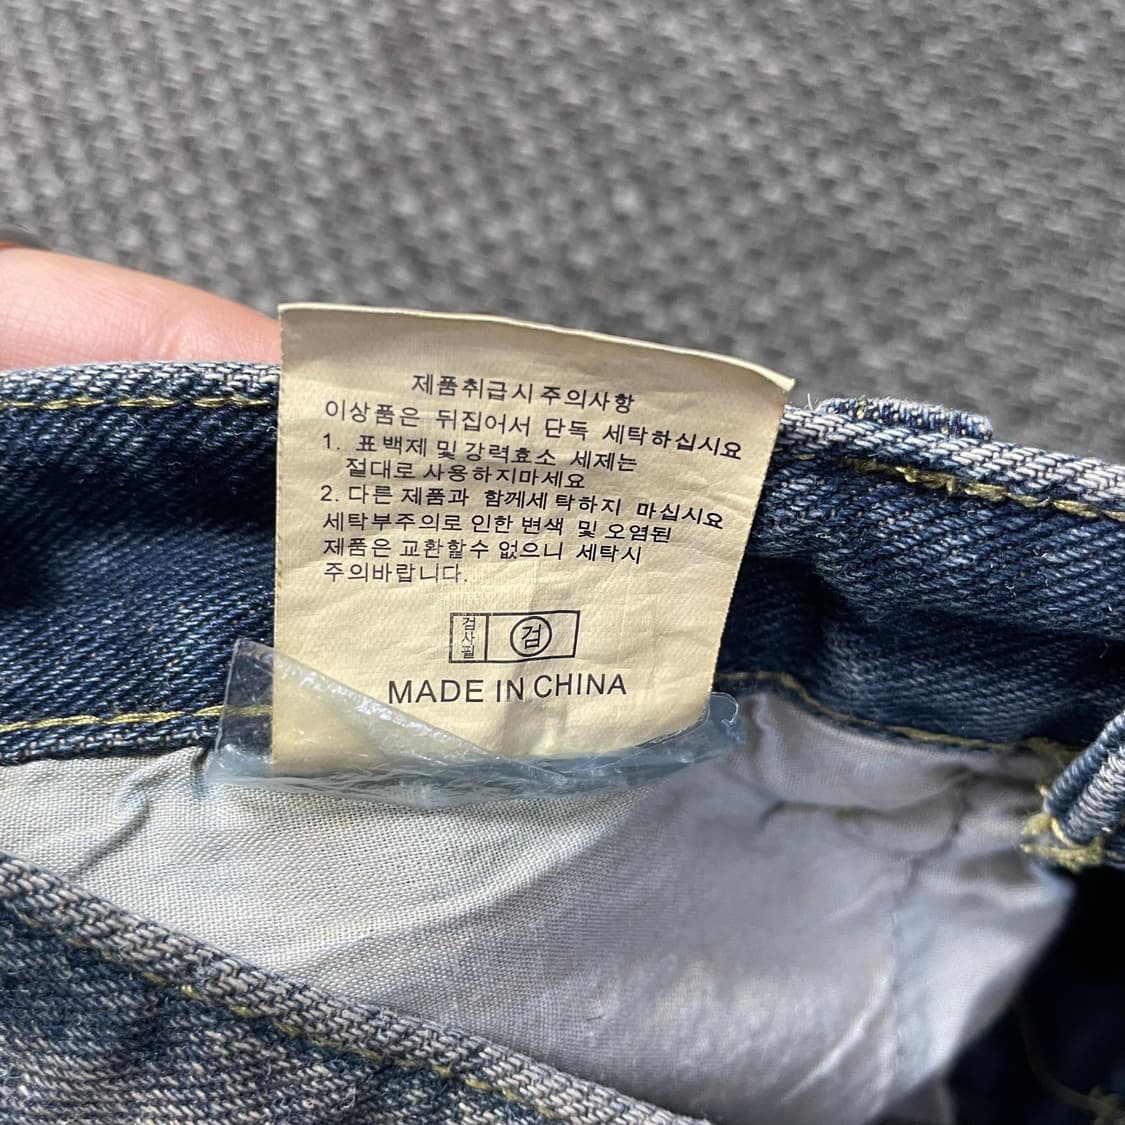 제품취급시 주의사항
이상품은 뒤집어서 단독 세탁하십시요
1. 표백제 및 강력효소 세제는
절대로 사용하지마세요
2. 다른 제품과 함께세탁하지 마십시요
세탁부주의로 인한 변색 및 오염된
제품은 교환할수 없으니 세탁시
주의바랍니다.
검사필 검
MADE IN CHINA